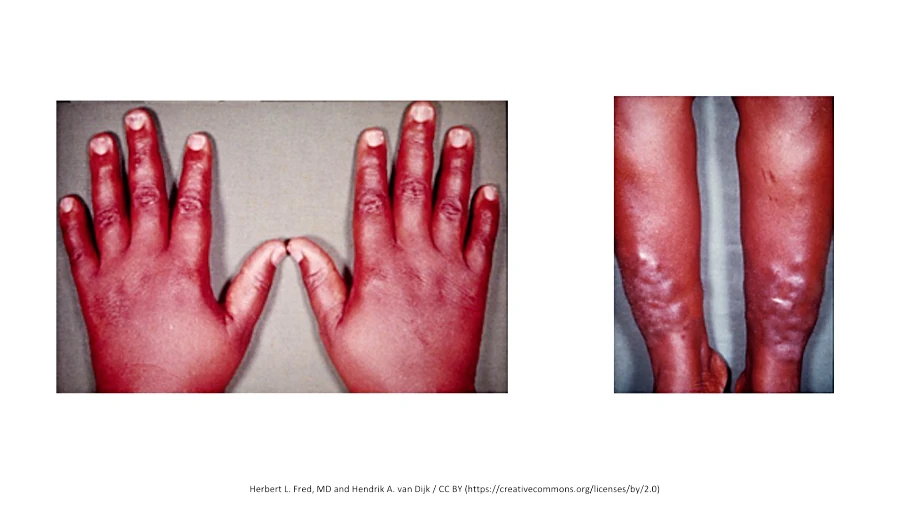 Herbert L. Fred, MD and Hendrik A. van Dijk / CC BY (https://creativecommons.org/licenses/by/2.0)